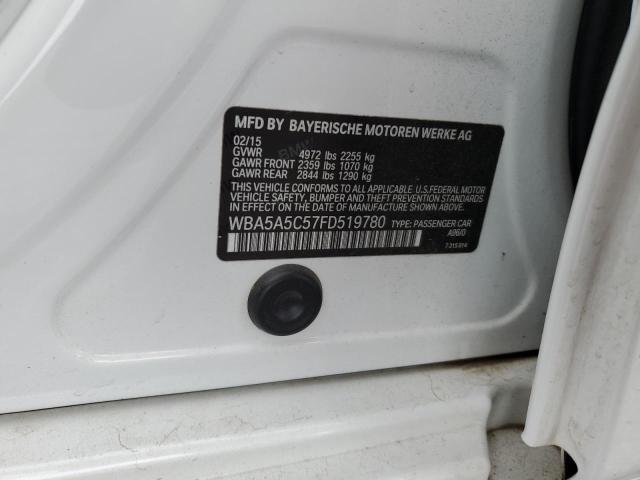 MFD BY BAYERISCHE MOTOREN WERKE AG
02/15
GVWR 4972 lbs 2255 kg
GAWR FRONT 2359 lbs 1070 kg
GAWR REAR 2844 lbs 1290 kg
THIS VEHICLE CONFORMS TO ALL APPLICABLE U.S. FEDERAL MOTOR
VEHICLE SAFETY, BUMPER, AND THEFT PREVENTION STANDARDS
IN EFFECT ON THE DATE OF MANUFACTURE SHOWN ABOVE.
WBA5A5C57FD519780 TYPE: PASSENGER CAR
A96/0